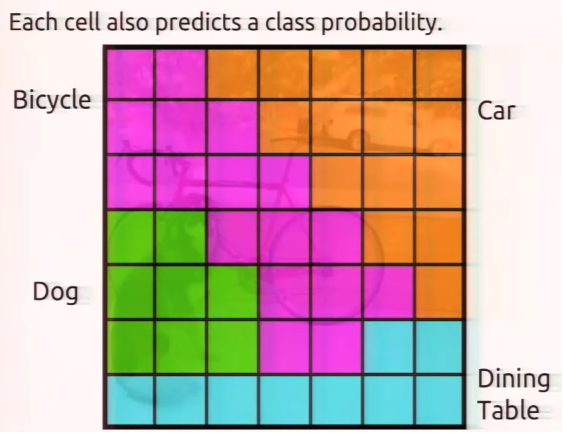 Each cell also predicts a class probability.
Bicycle
Car
Dog
Dining
Table